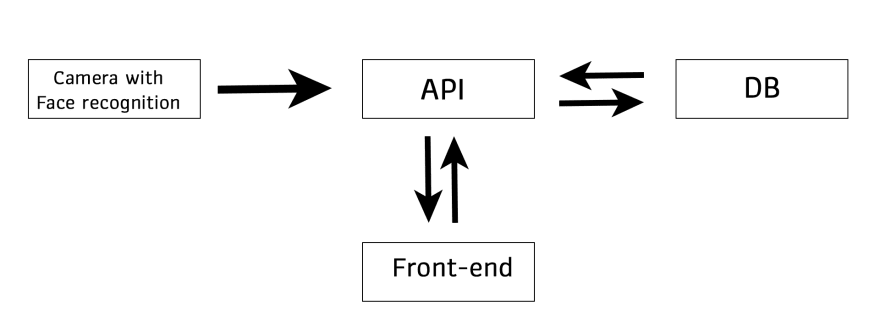 Camera with
Face recognition
API
DB
Front-end